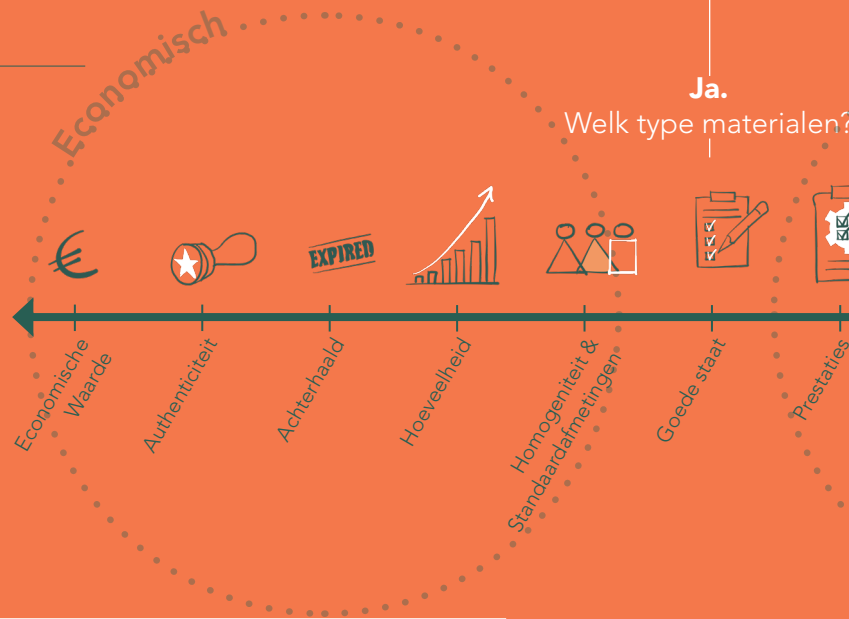 Economisch
Ja.
Welk type materialen?
EXPIRED
Economische
Waarde
Authenticiteit
Achterhaald
Hoeveelheid
Homogeniteit &
Standaardafmetingen
Goede staat
Prestaties